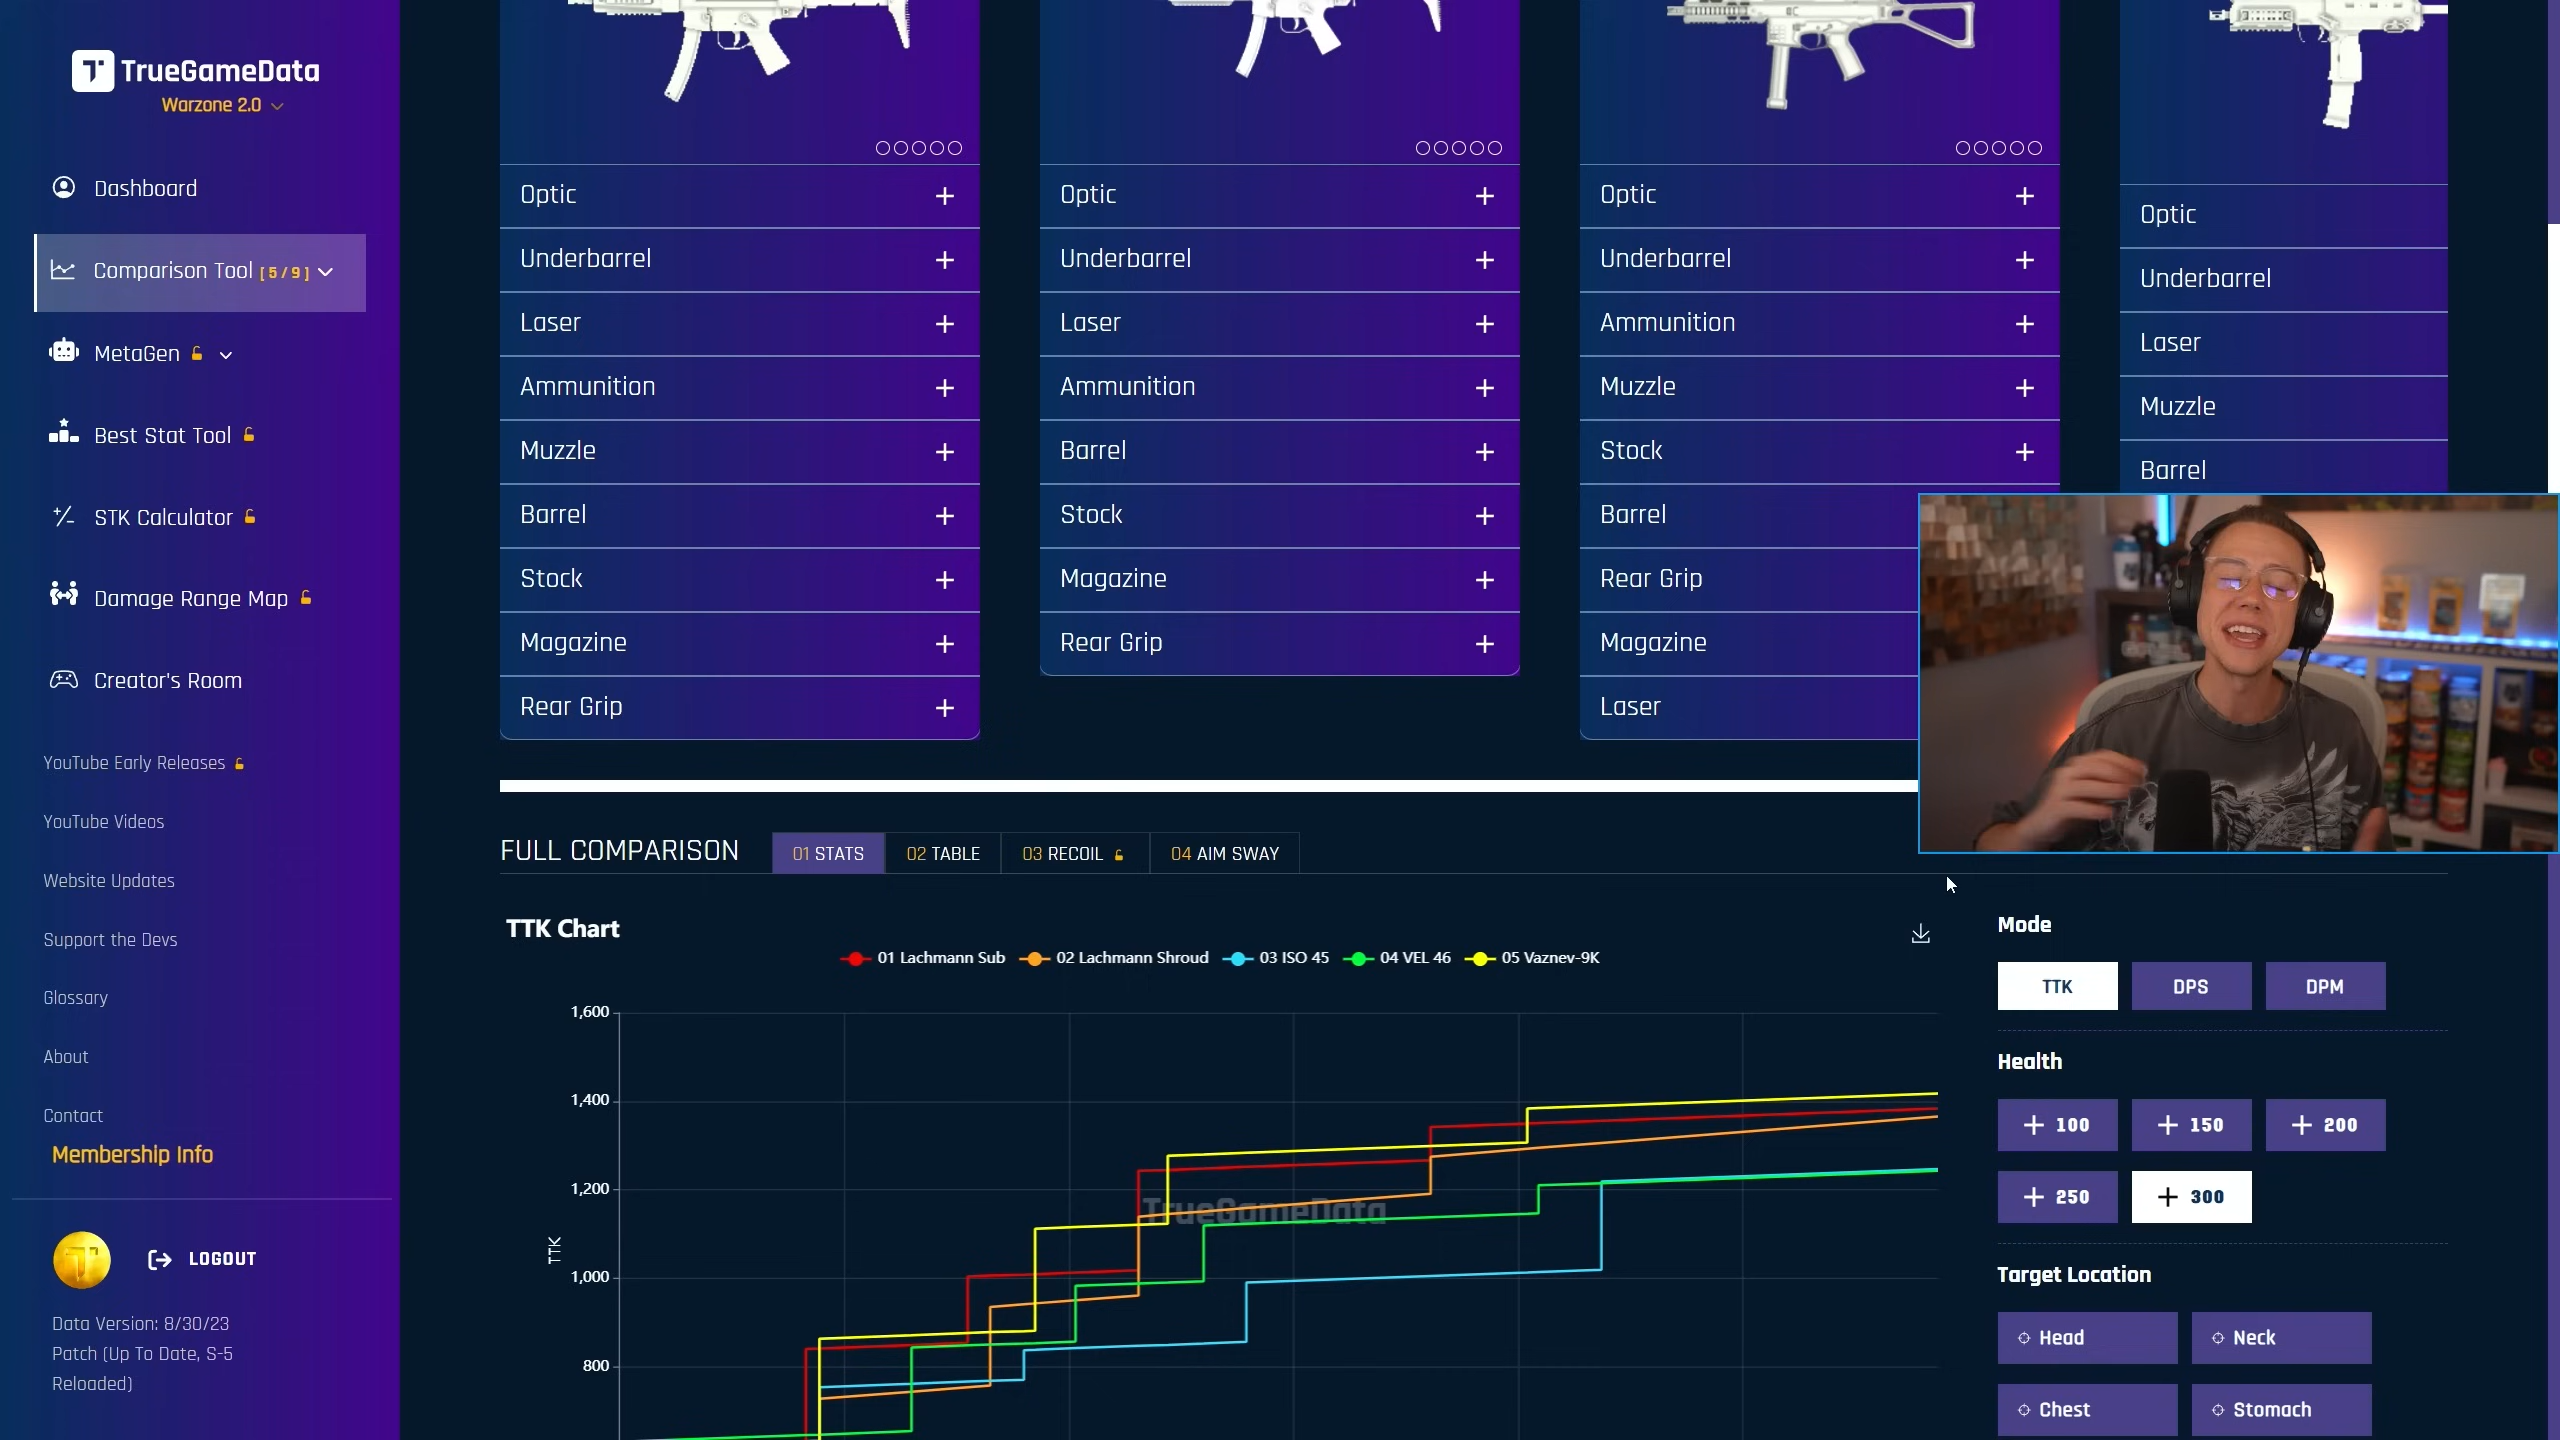 TrueGameData
Warzone 2.0
Dashboard
Comparison Tool [ 5 / 9 ]
MetaGen
Best Stat Tool
STK Calculator
Damage Range Map
Creator's Room
YouTube Early Releases
YouTube Videos
Website Updates
Support the Devs
Glossary
About
Contact
Membership Info
LOGOUT
Data Version: 8/30/23
Patch (Up To Date, S-5
Reloaded)
Optic
Underbarrel
Laser
Ammunition
Muzzle
Barrel
Stock
Magazine
Rear Grip
Optic
Underbarrel
Laser
Ammunition
Barrel
Stock
Magazine
Rear Grip
Optic
Underbarrel
Ammunition
Muzzle
Stock
Barrel
Rear Grip
Magazine
Laser
Optic
Underbarrel
Laser
Muzzle
Barrel
FULL COMPARISON
01 STATS
02 TABLE
03 RECOIL
04 AIM SWAY
TTK Chart
01 Lachmann Sub
02 Lachmann Shroud
03 ISO 45
04 VEL 46
05 Vaznev-9K
1,600
1,400
1,200
1,000
800
TTK
TrueGameData
Mode
TTK
DPS
DPM
Health
100
150
200
250
300
Target Location
Head
Neck
Chest
Stomach